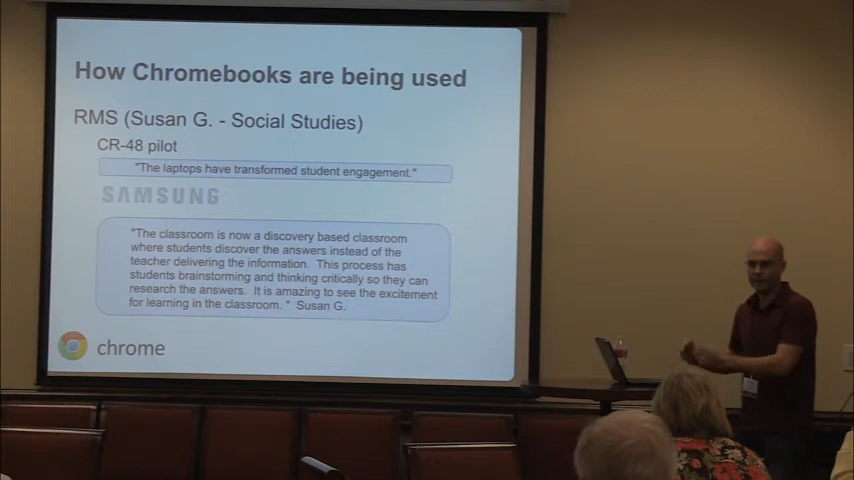 How Chromebooks are being used
RMS (Susan G. - Social Studies)
CR-48 pilot
"The laptops have transformed student engagement."
SAMSUNG
"The classroom is now a discovery based classroom
where students discover the answers instead of the
teacher delivering the information. This process has
students brainstorming and thinking critically so they can
research the answers. It is amazing to see the excitement
for learning in the classroom. " Susan G.
chrome